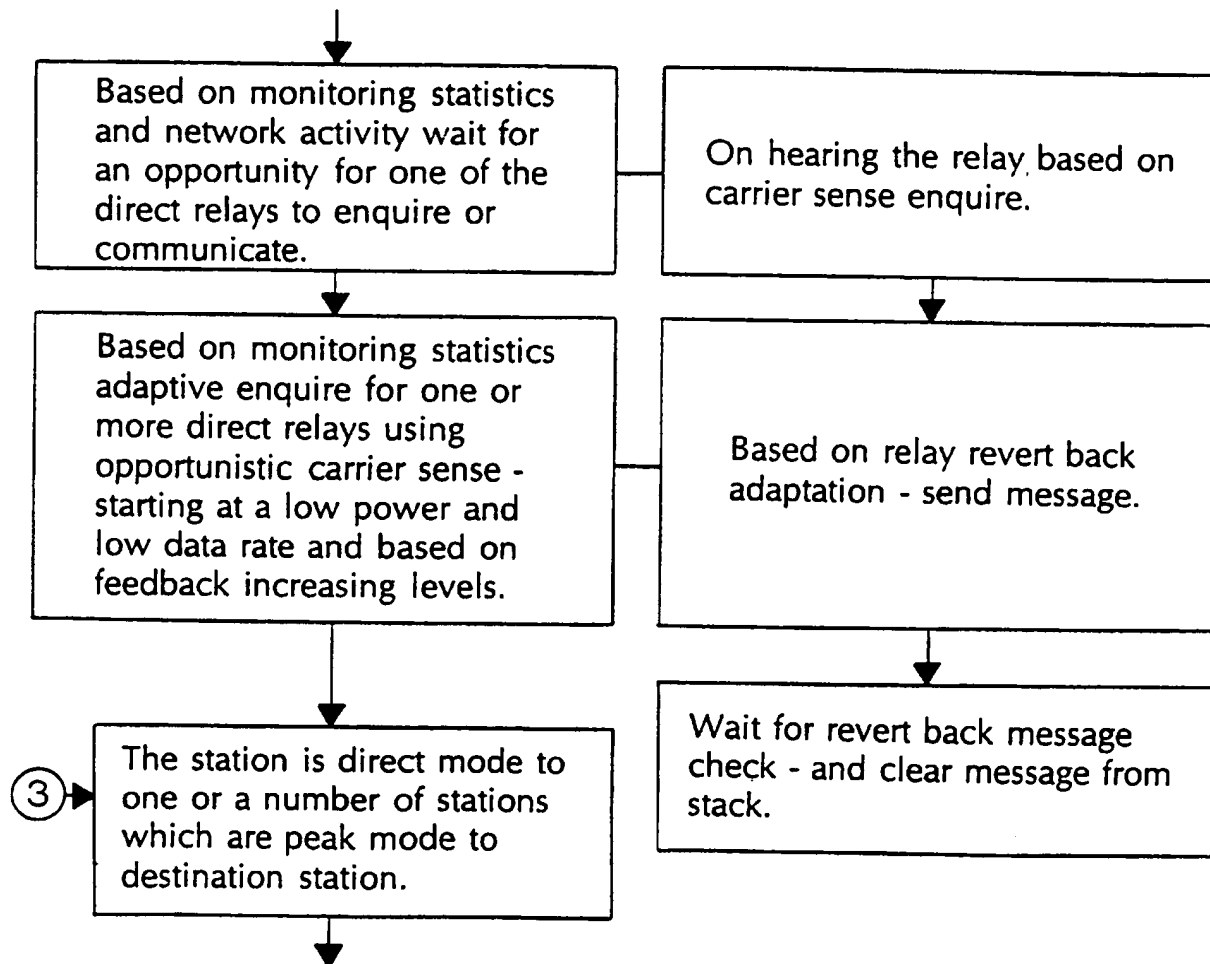 Based on monitoring statistics
and network activity wait for
an opportunity for one of the
direct relays to enquire or
communicate.
On hearing the relay based on
carrier sense enquire.
Based on monitoring statistics
adaptive enquire for one or
more direct relays using
opportunistic carrier sense -
starting at a low power and
low data rate and based on
feedback increasing levels.
Based on relay revert back
adaptation - send message.
Wait for revert back message
check - and clear message from
stack.
3
The station is direct mode to
one or a number of stations
which are peak mode to
destination station.